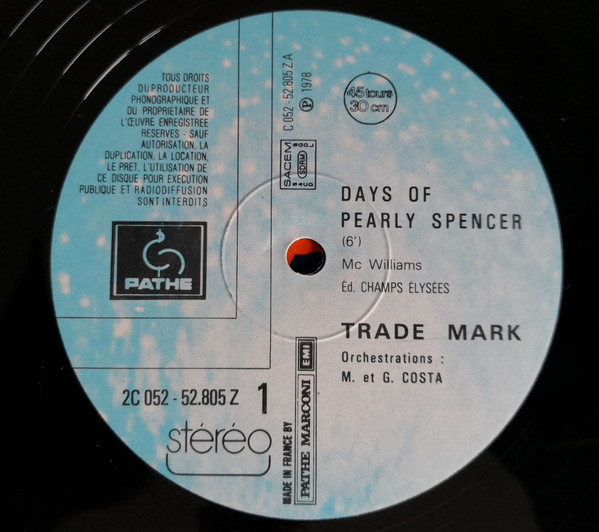 TOUS DROITS
DU PRODUCTEUR
PHONOGRAPHIQUE ET
DU PROPRIETAIRE DE
L'ŒUVRE ENREGISTREE
RESERVES - SAUF
AUTORISATION, LA
DUPLICATION, LA LOCATION,
LE PRET, L'UTILISATION DE
CE DISQUE POUR EXECUTION
PUBLIQUE ET RADIODIFFUSION
SONT INTERDITS
PATHE
2C 052 - 52.805 Z 1
stéréo
C 052 - 52.805 Z A
℗ 1978
SACEM
SDRM
45 tours
30 cm
DAYS OF
PEARLY SPENCER
(6')
Mc Williams
Éd. CHAMPS ÉLYSÉES
TRADE MARK
Orchestrations :
M. et G. COSTA
MADE IN FRANCE BY
PATHE MARCONI EMI